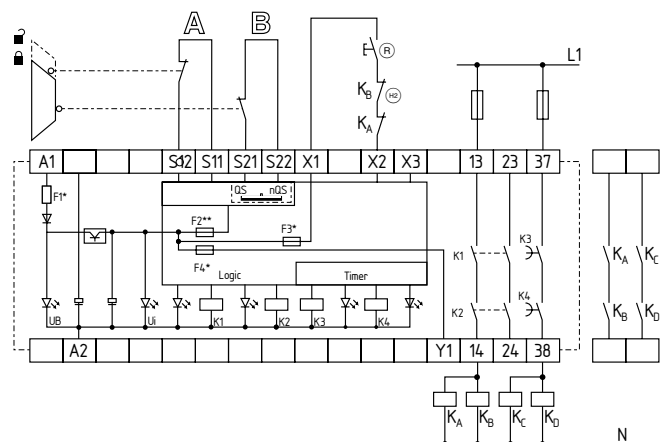 A B
R
L1
KB H2
KA
A1 S12 S11 S21 S22 X1 X2 X3 13 23 37
F1*
QS n nQS
F2**
F3*
F4*
Logic Timer
K1 K3
K2 K4
UB Ui K1 K2 K3 K4
KA KC
KB KD
A2 Y1 14 24 38
KA KB KC KD
N